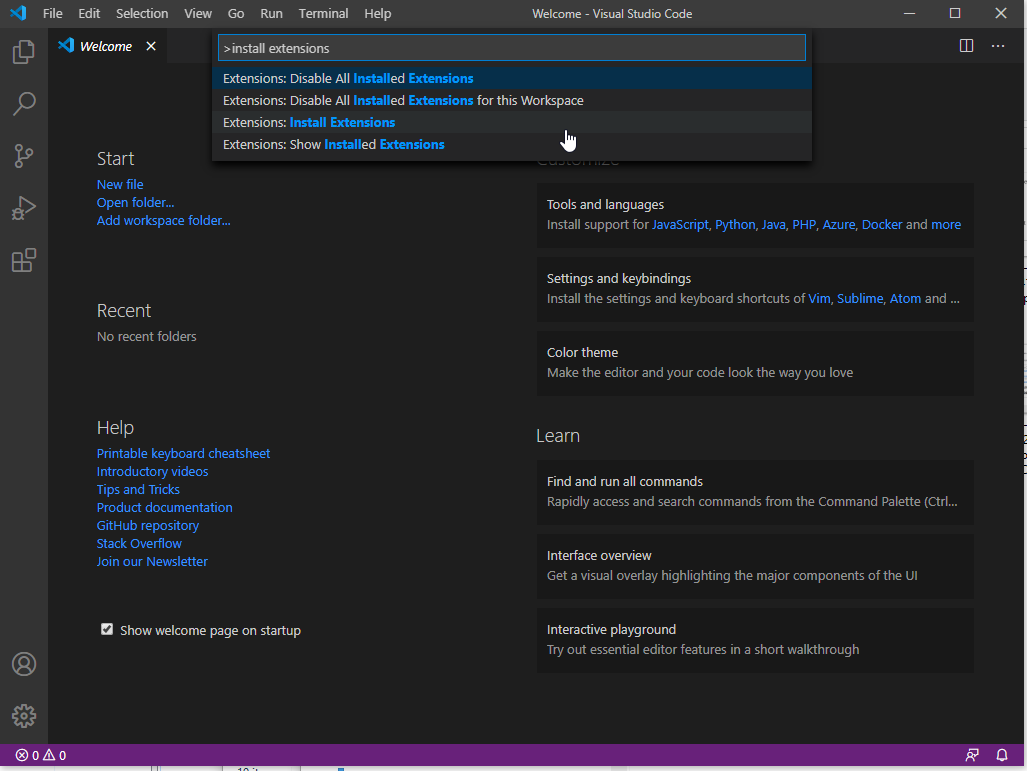 File Edit Selection View Go Run Terminal Help Welcome - Visual Studio Code
Welcome
>install extensions
Extensions: Disable All Installed Extensions
Extensions: Disable All Installed Extensions for this Workspace
Extensions: Install Extensions
Extensions: Show Installed Extensions
Start
New file
Open folder...
Add workspace folder...
Recent
No recent folders
Help
Printable keyboard cheatsheet
Introductory videos
Tips and Tricks
Product documentation
GitHub repository
Stack Overflow
Join our Newsletter
Show welcome page on startup
Customize
Tools and languages
Install support for JavaScript, Python, Java, PHP, Azure, Docker and more
Settings and keybindings
Install the settings and keyboard shortcuts of Vim, Sublime, Atom and ...
Color theme
Make the editor and your code look the way you love
Learn
Find and run all commands
Rapidly access and search commands from the Command Palette (Ctrl...
Interface overview
Get a visual overlay highlighting the major components of the UI
Interactive playground
Try out essential editor features in a short walkthrough
0 0